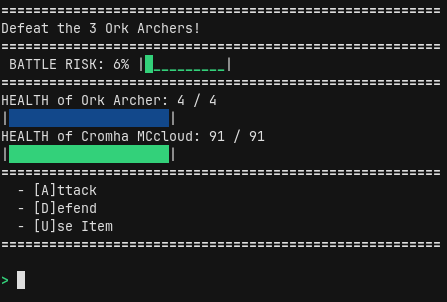 =======================================================
Defeat the 3 Ork Archers!
=======================================================
 BATTLE RISK: 6% |█_________|
=======================================================
HEALTH of Ork Archer: 4 / 4
|████████████████████|
HEALTH of Cromha MCcloud: 91 / 91
|████████████████████|
=======================================================
  - [A]ttack
  - [D]efend
  - [U]se Item
=======================================================
>